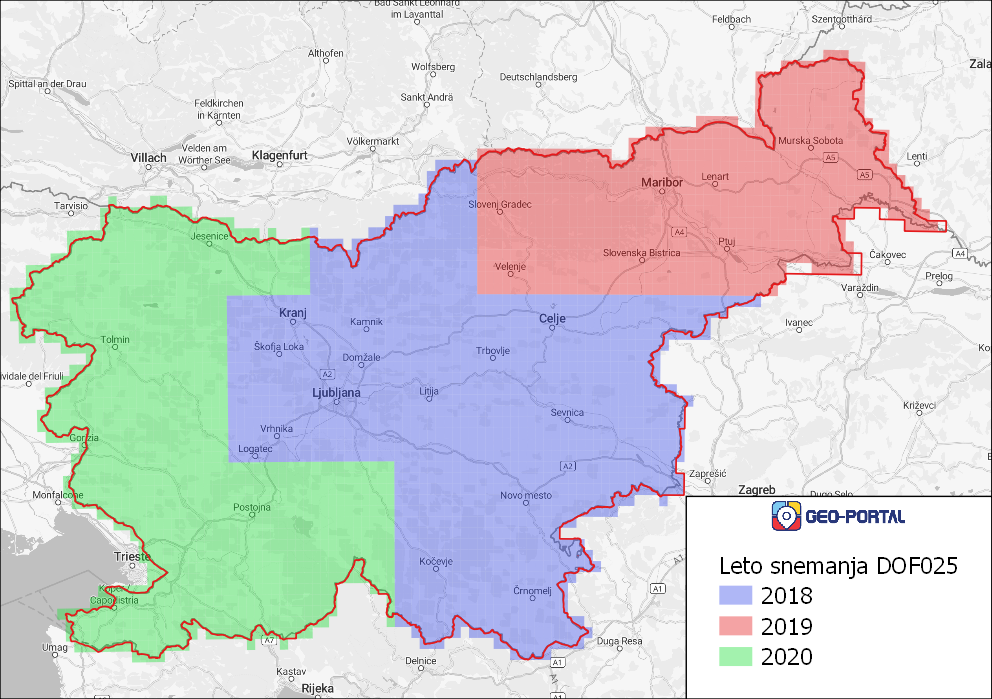 Bad Sankt Leonhard
im Lavanttal
Feldbach
Szentgotthárd
Althofen
Wolfsberg
Zala
Spittal an der Drau
Deutschlandsberg
Sankt Andrä
Feldkirchen
in Kärnten
Völkermarkt
Murska Sobota
Velden am
Wörther See
Villach
Klagenfurt
A5
Lenti
A5
Maribor
Lenart
Tarvisio
Slovenj Gradec
A4
Jesenice
Ptuj
Slovenska Bistrica
A4
Čakovec
Velenje
Prelog
Varaždin
Kranj
Kamnik
Celje
Ivanec
Tolmin
Škofja Loka
Trbovlje
Domžale
Ko
A2
ividale del Friuli
Ljubljana
Litija
Sevnica
Križevci
Vrhnika
Gorizia
Logatec
A2
Zaprešić
Monfalcone
Novo mesto
Zagreb
Dugo Selo
Postojna
GEO-PORTAL
Trieste
Kočevje
Leto snemanja DOF025
A1
A1
Koper/
Capodistria
Črnomelj
2018
2019
A7
Duga Resa
Umag
2020
Delnice
A1
Kastav
A1
Rijeka